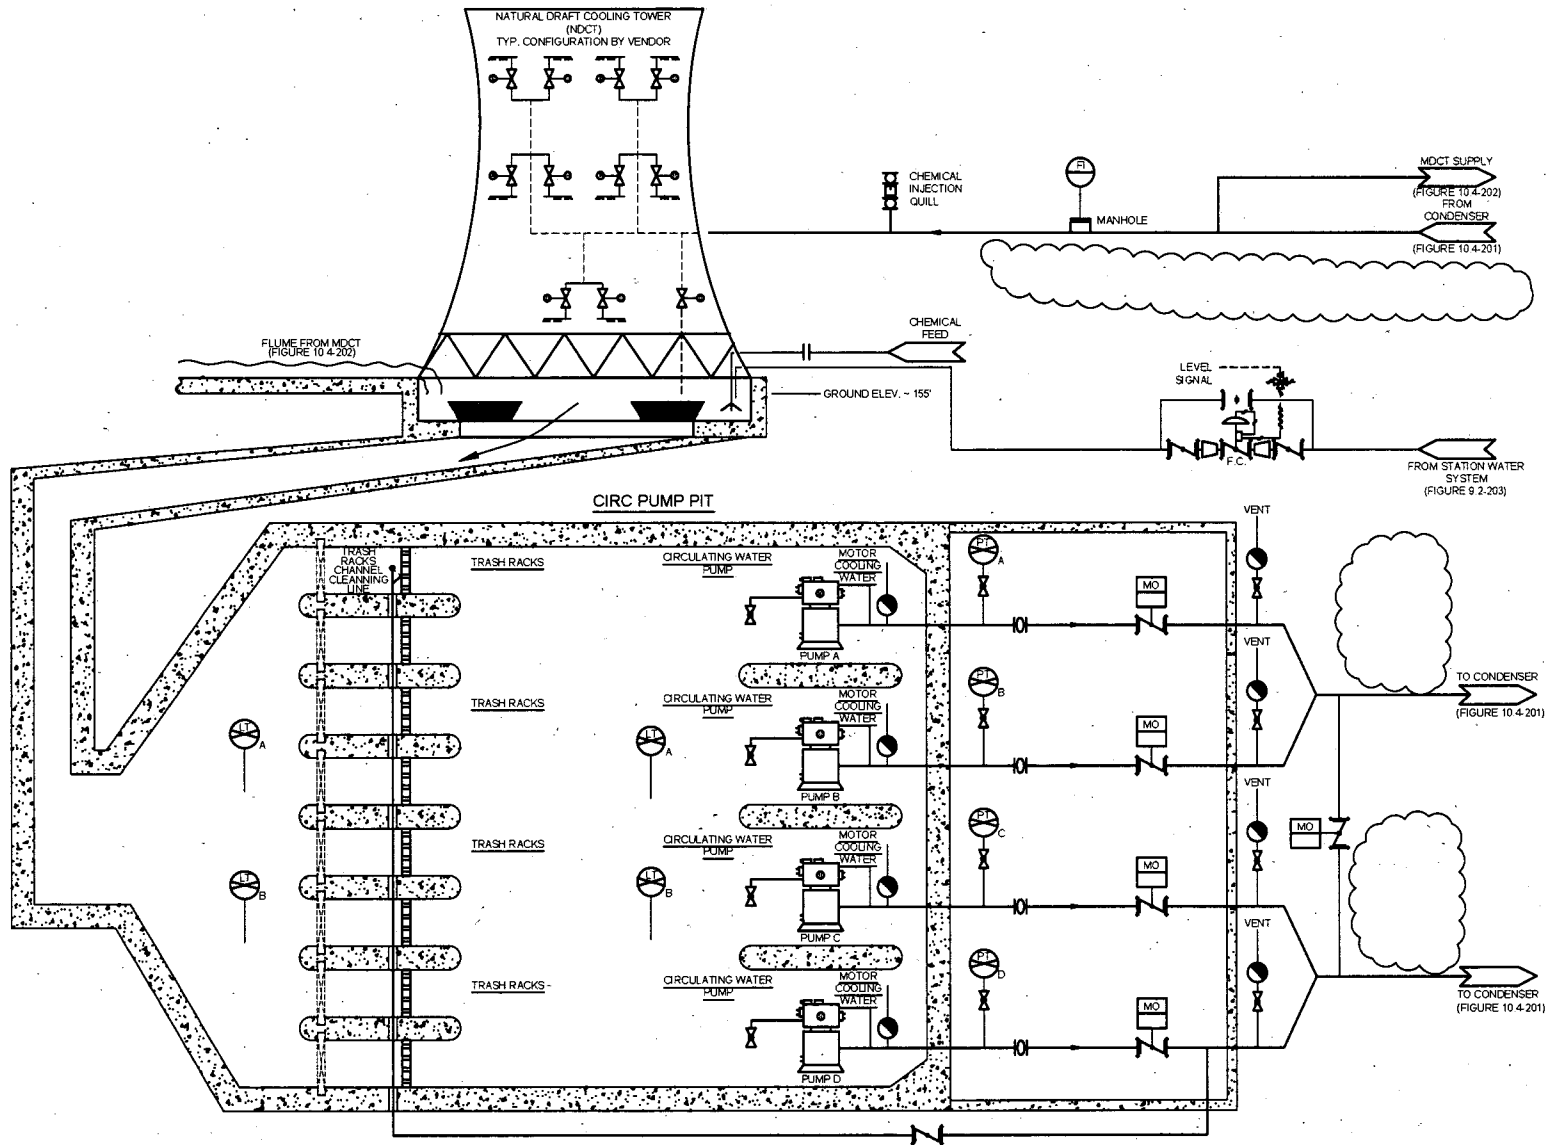 NATURAL DRAFT COOLING TOWER
(NDCT)
TYP. CONFIGURATION BY VENDOR
CHEMICAL
INJECTION
QUILL
FI
MANHOLE
MDCT SUPPLY
(FIGURE 10.4-202)
FROM
CONDENSER
(FIGURE 10.4-201)
CHEMICAL
FEED
FLUME FROM MDCT
(FIGURE 10.4-202)
GROUND ELEV. ~ 155'
LEVEL
SIGNAL
F.C.
FROM STATION WATER
SYSTEM
(FIGURE 9.2-203)
CIRC PUMP PIT
VENT
TRASH
RACKS
CHANNEL
CLEANNING
LINE
TRASH RACKS
CIRCULATING WATER
PUMP
MOTOR
COOLING
WATER
PT
A
MO
PUMP A
VENT
TRASH RACKS
CIRCULATING WATER
PUMP
MOTOR
COOLING
WATER
PT
B
MO
TO CONDENSER
(FIGURE 10.4-201)
LT
A
LT
A
PUMP B
VENT
TRASH RACKS
CIRCULATING WATER
PUMP
MOTOR
COOLING
WATER
PT
C
MO
MO
LT
B
LT
B
PUMP C
VENT
TRASH RACKS -
CIRCULATING WATER
PUMP
MOTOR
COOLING
WATER
PT
D
MO
TO CONDENSER
(FIGURE 10.4-201)
PUMP D